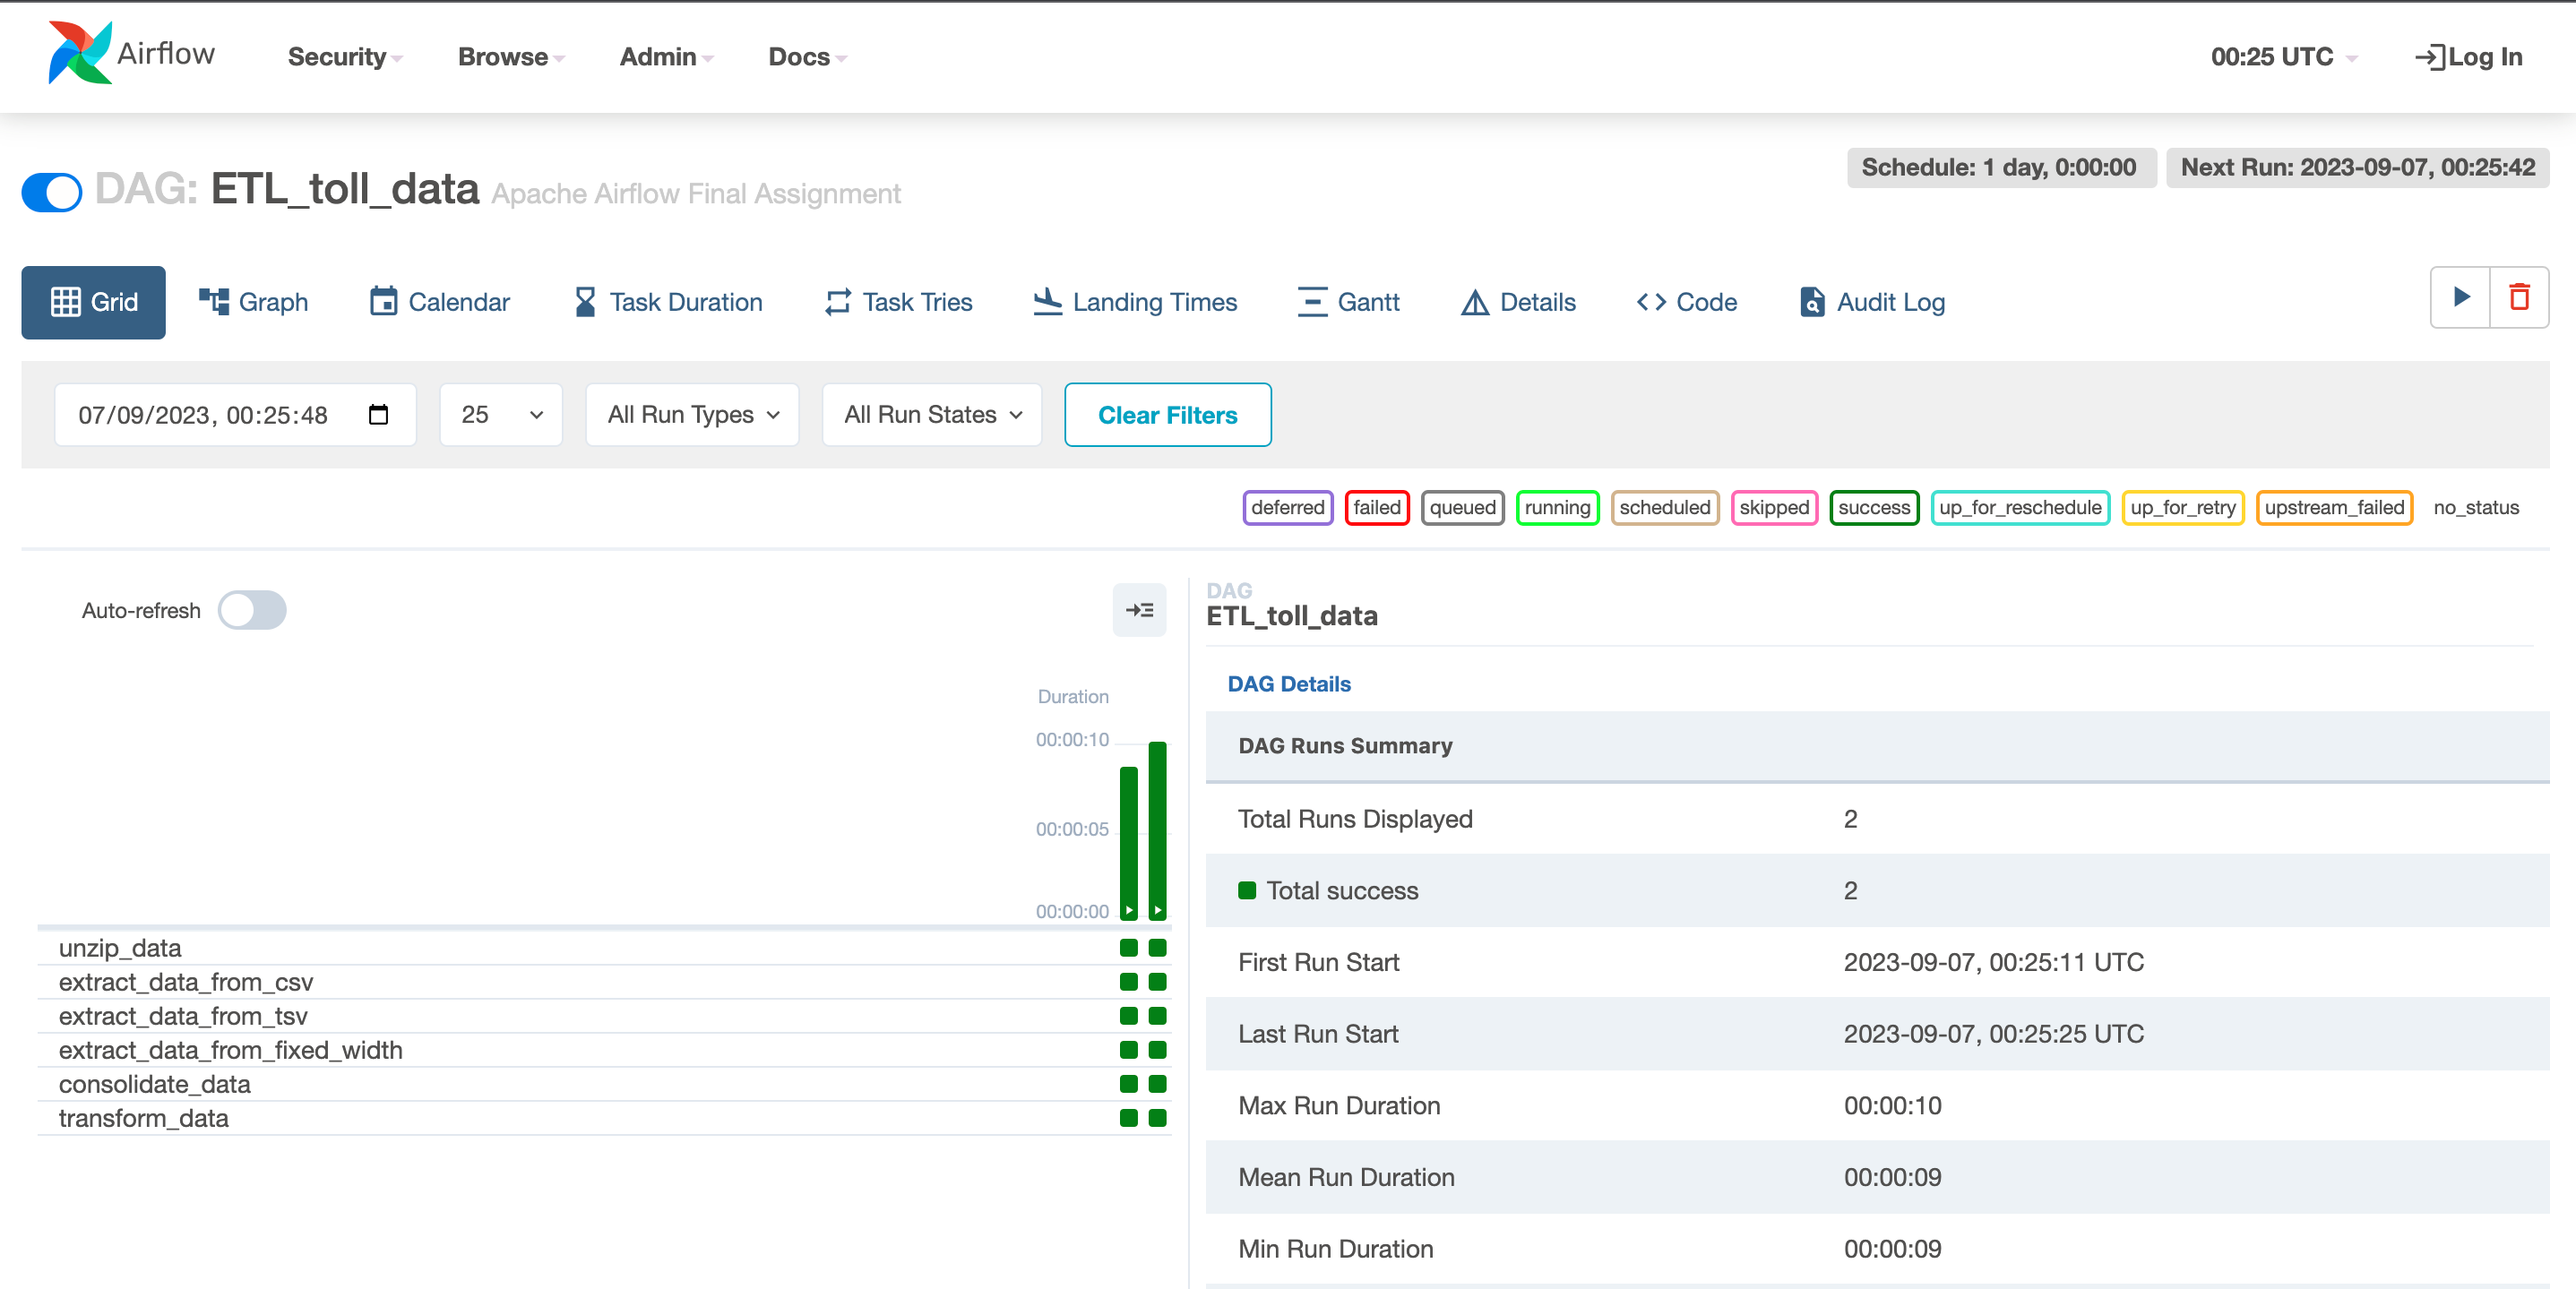 Airflow Security Browse Admin Docs 00:25 UTC Log In
Schedule: 1 day, 0:00:00 Next Run: 2023-09-07, 00:25:42
DAG: ETL_toll_data Apache Airflow Final Assignment
Grid Graph Calendar Task Duration Task Tries Landing Times Gantt Details Code Audit Log
07/09/2023, 00:25:48 25 All Run Types All Run States Clear Filters
deferred failed queued running scheduled skipped success up_for_reschedule up_for_retry upstream_failed no_status
Auto-refresh
Duration
00:00:10
00:00:05
00:00:00
unzip_data
extract_data_from_csv
extract_data_from_tsv
extract_data_from_fixed_width
consolidate_data
transform_data
DAG
ETL_toll_data
DAG Details
DAG Runs Summary
Total Runs Displayed 2
Total success 2
First Run Start 2023-09-07, 00:25:11 UTC
Last Run Start 2023-09-07, 00:25:25 UTC
Max Run Duration 00:00:10
Mean Run Duration 00:00:09
Min Run Duration 00:00:09